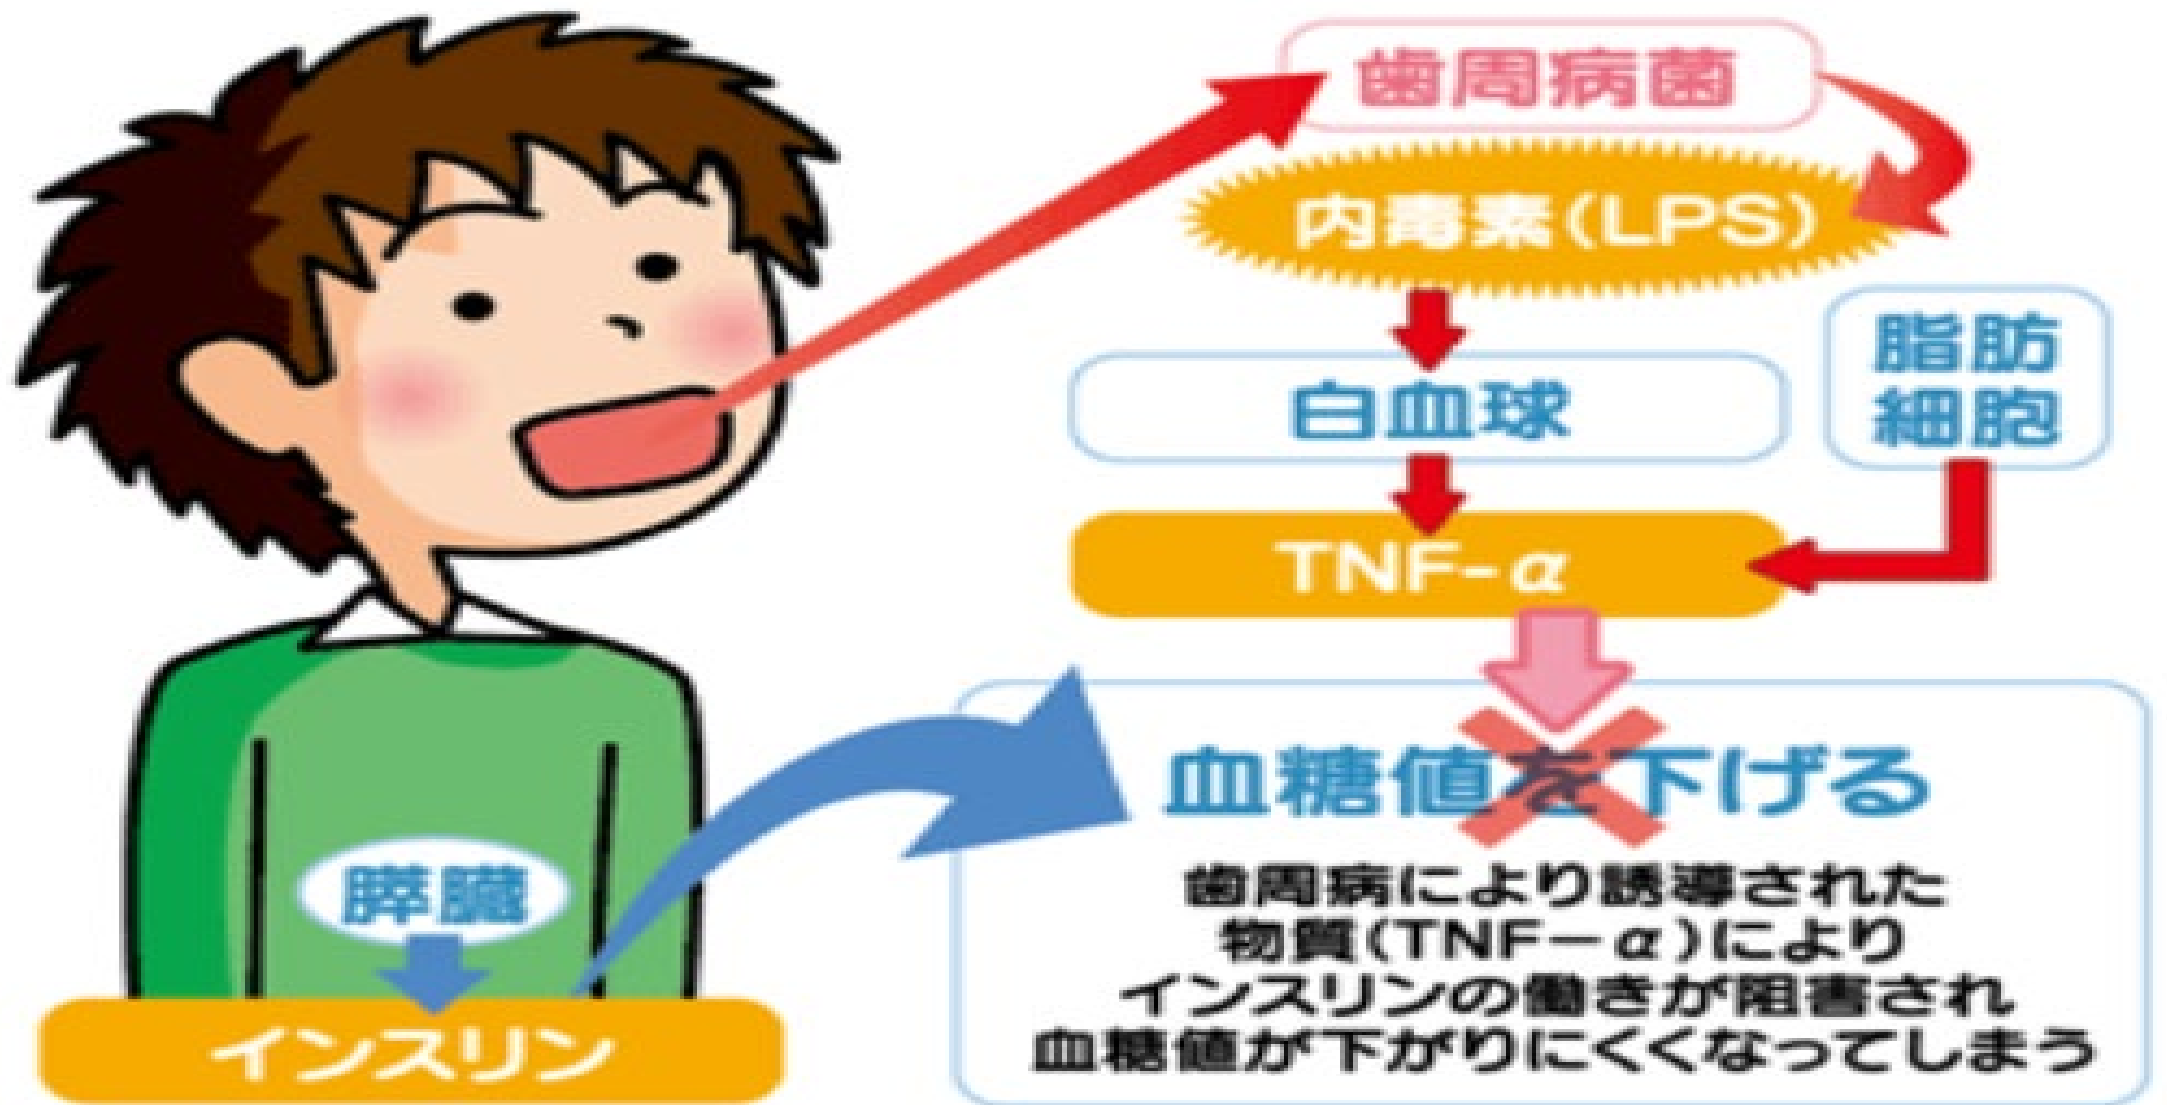 歯周病菌
内毒素(LPS)
白血球
脂肪
細胞
TNF-α
血糖値を下げる
歯周病により誘導された
物質(TNF－α)により
インスリンの働きが阻害され
血糖値が下がりにくくなってしまう
膵臓
インスリン